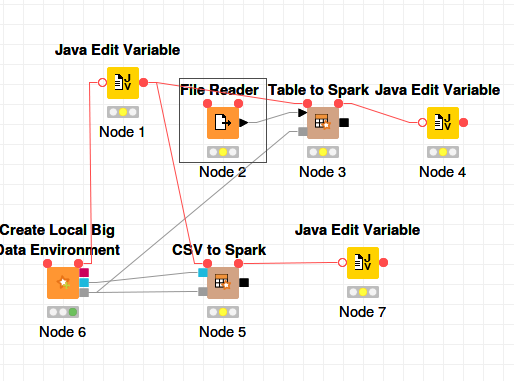 Java Edit Variable
File Reader
Table to Spark
Java Edit Variable
J
V
J
V
Node 1
Node 2
Node 3
Node 4
Create Local Big
Data Environment
CSV to Spark
Java Edit Variable
J
V
Node 6
Node 5
Node 7